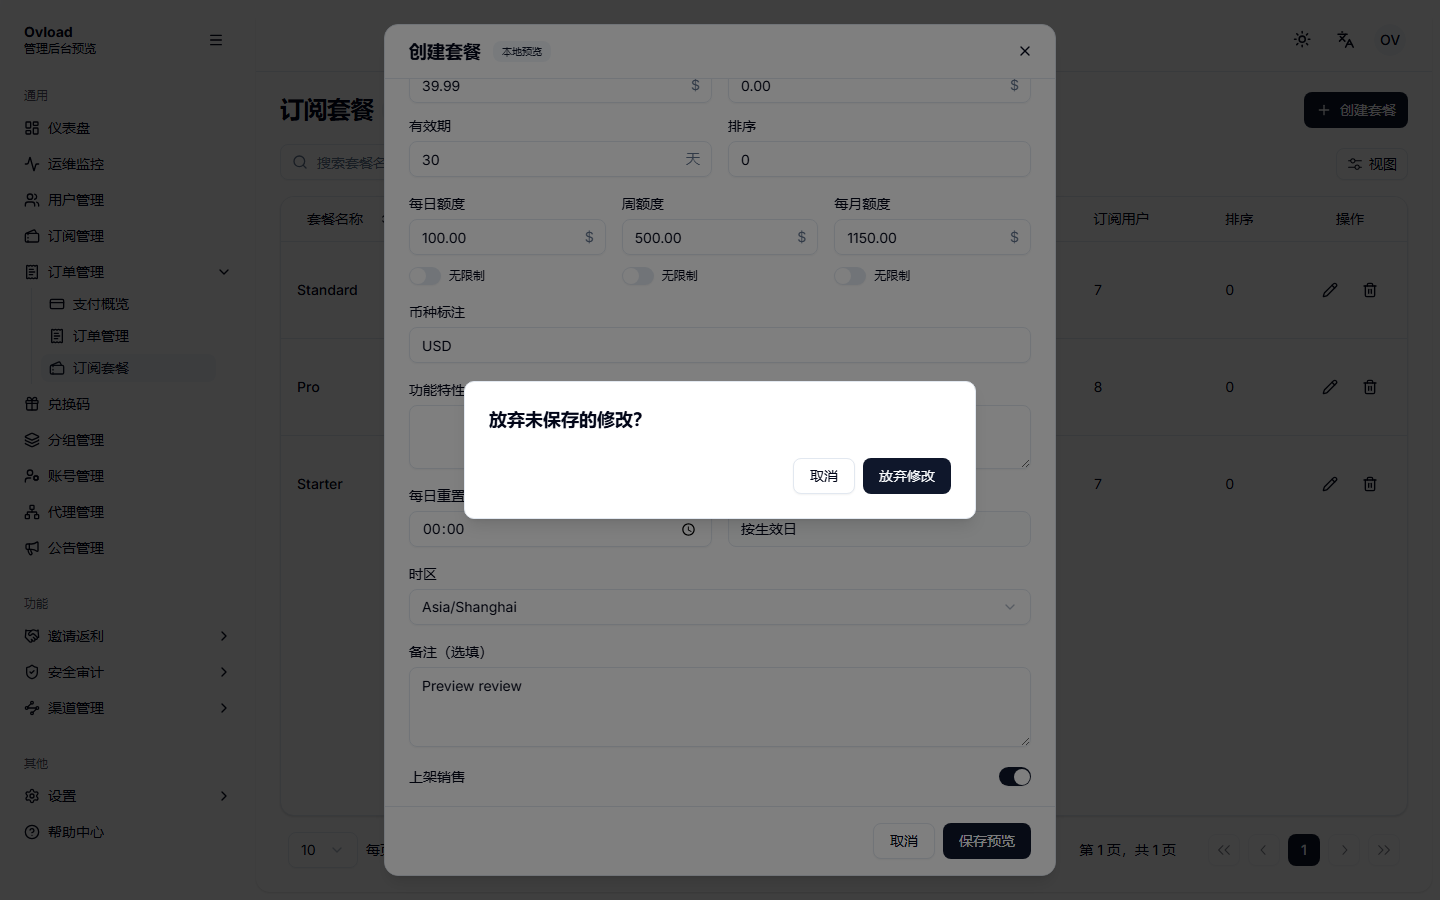 Ovload
管理后台预览
通用
仪表盘
运维监控
用户管理
订阅管理
订单管理
支付概览
订单管理
订阅套餐
兑换码
分组管理
账号管理
代理管理
公告管理
功能
邀请返利
安全审计
渠道管理
其他
设置
帮助中心
OV
订阅套餐
创建套餐
搜索套餐名
视图
套餐名称
订阅用户
排序
操作
Standard
7
0
Pro
8
0
Starter
7
0
10
第 1 页，共 1 页
1
创建套餐
本地预览
39.99
$
0.00
$
有效期
排序
30
天
0
每日额度
周额度
每月额度
100.00
$
500.00
$
1150.00
$
无限制
无限制
无限制
币种标注
USD
功能特性
每日重置
00:00
按生效日
时区
Asia/Shanghai
备注（选填）
Preview review
上架销售
取消
保存预览
放弃未保存的修改？
取消
放弃修改